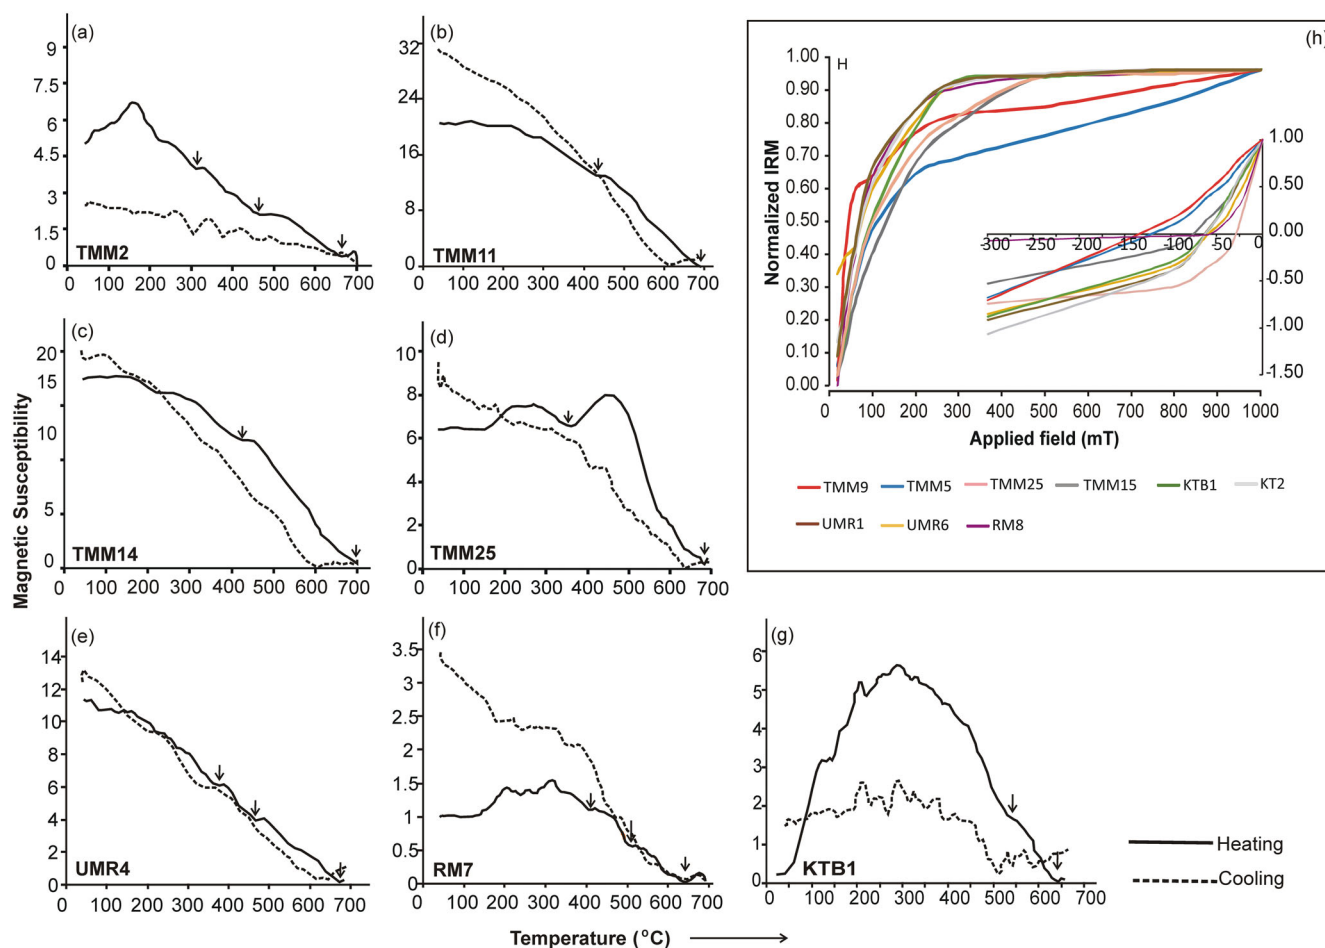 (a)
9
7.5
6
4.5
3
1.5
0
TMM2
0 100 200 300 400 500 600 700
(b)
32
24
16
8
0
TMM11
0 100 200 300 400 500 600 700
(c)
20
15
10
5
0
TMM14
0 100 200 300 400 500 600 700
(d)
10
8
6
4
2
0
TMM25
0 100 200 300 400 500 600 700
Magnetic Susceptibility
(e)
14
12
10
8
6
4
2
0
UMR4
0 100 200 300 400 500 600 700
(f)
3.5
3
2.5
2
1.5
1
0.5
0
RM7
0 100 200 300 400 500 600 700
(g)
6
5
4
3
2
1
0
KTB1
0 100 200 300 400 500 600 700
Heating
Cooling
Temperature (°C)
(h)
H
1.00
0.90
0.80
0.70
0.60
0.50
0.40
0.30
0.20
0.10
0.00
Normalized IRM
0 100 200 300 400 500 600 700 800 900 1000
Applied field (mT)
1.00
0.50
0.00
-0.50
-1.00
-1.50
-300 -250 -200 -150 -100 -50 0
TMM9 TMM5 TMM25 TMM15 KTB1 KT2
UMR1 UMR6 RM8